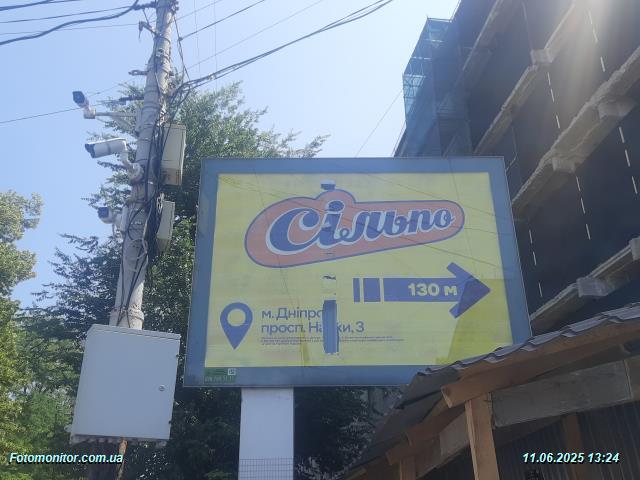 Сільпо
130 м
м. Дніпро
просп. Науки, 3
Fotomonitor.com.ua
11.06.2025 13:24